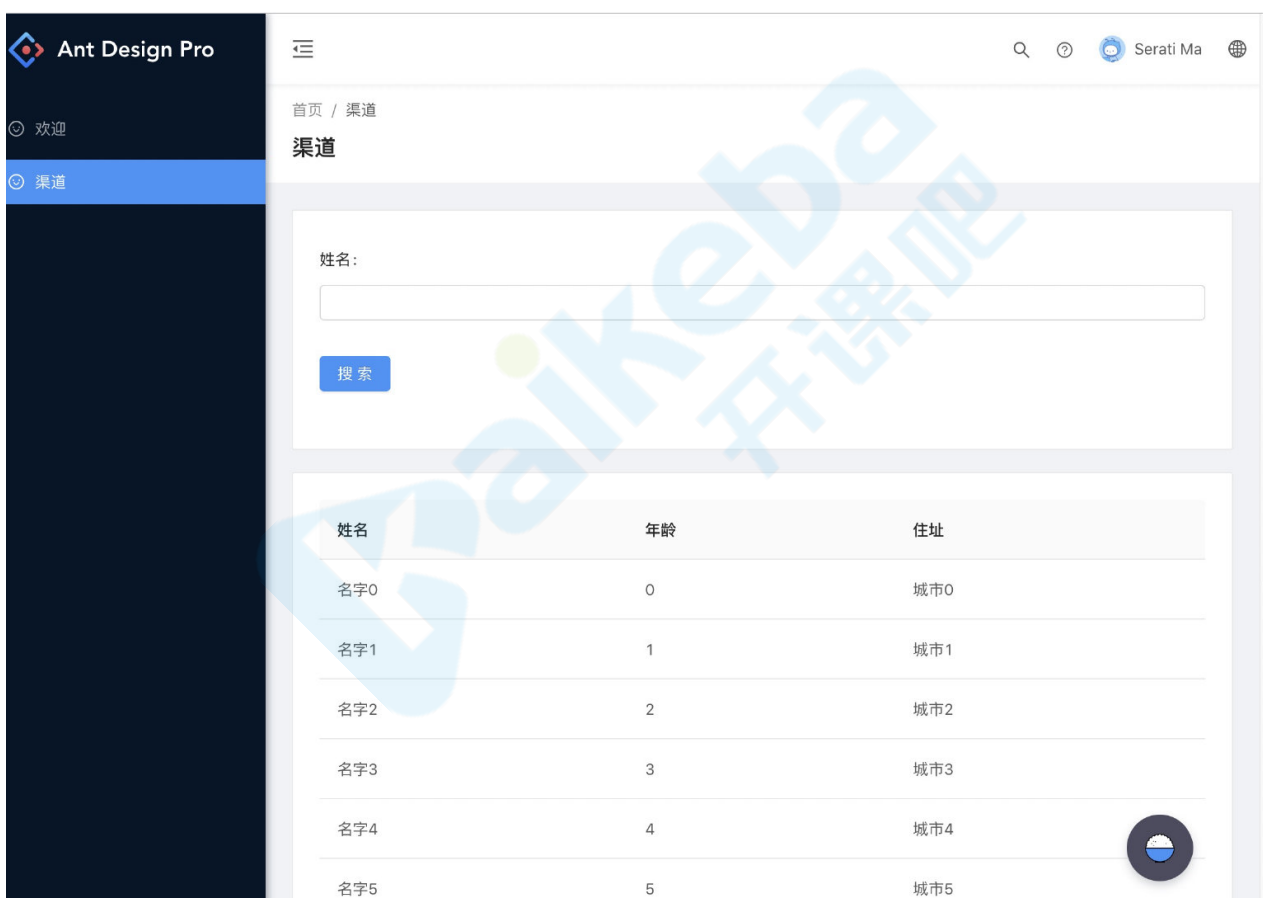 Ant Design Pro
Serati Ma
欢迎
渠道
首页 / 渠道
渠道
姓名:
搜 索
姓名 年龄 住址
名字0 0 城市0
名字1 1 城市1
名字2 2 城市2
名字3 3 城市3
名字4 4 城市4
名字5 5 城市5
Kaikeba
开课吧